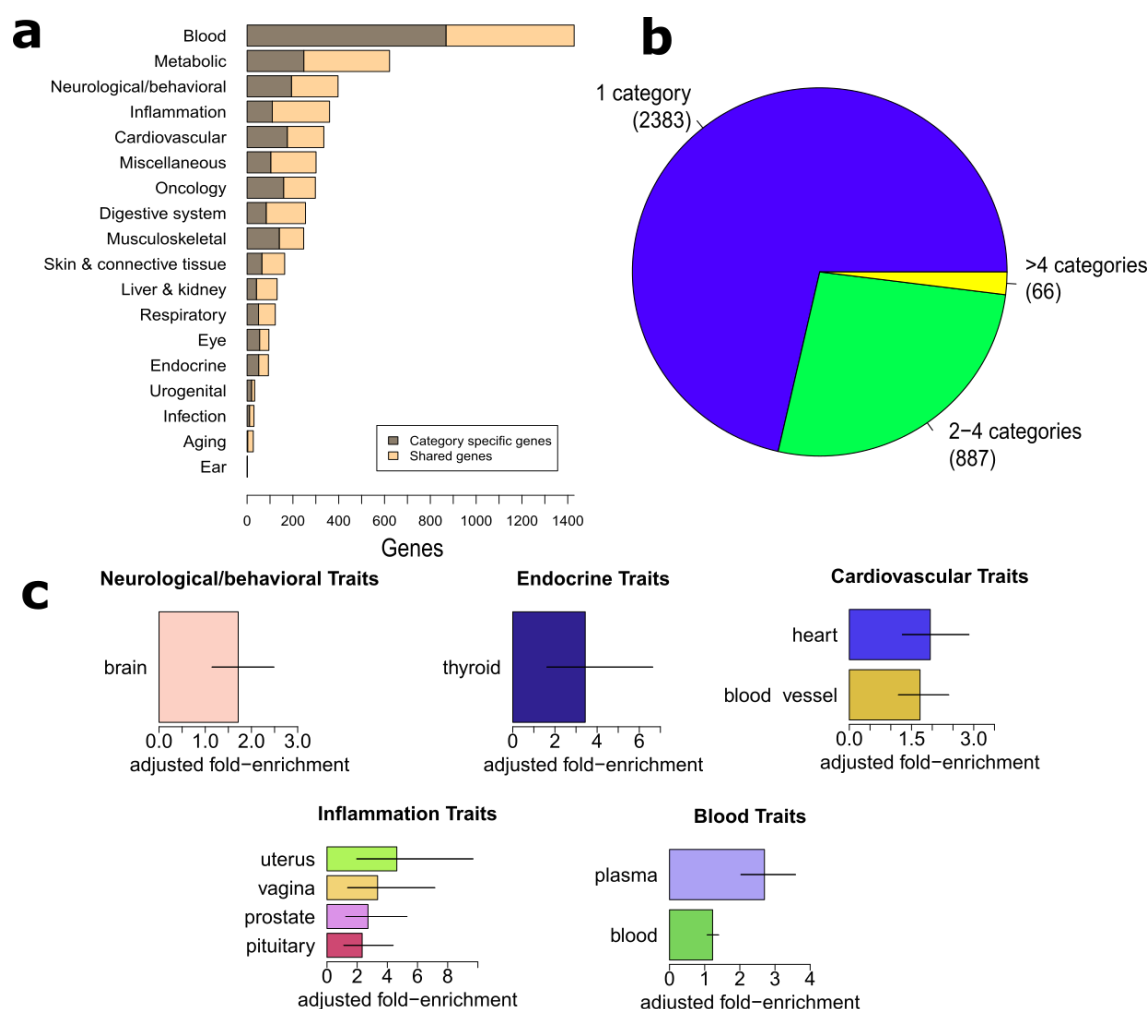 a
Blood
Metabolic
Neurological/behavioral
Inflammation
Cardiovascular
Miscellaneous
Oncology
Digestive system
Musculoskeletal
Skin & connective tissue
Liver & kidney
Respiratory
Eye
Endocrine
Urogenital
Infection
Aging
Ear
Category specific genes
Shared genes
0 200 400 600 800 1000 1200 1400
Genes
b
1 category
(2383)
>4 categories
(66)
2−4 categories
(887)
c
Neurological/behavioral Traits
brain
0.0 1.0 2.0 3.0
adjusted fold−enrichment
Endocrine Traits
thyroid
0 2 4 6
adjusted fold−enrichment
Cardiovascular Traits
heart
blood vessel
0.0 1.5 3.0
adjusted fold−enrichment
Inflammation Traits
uterus
vagina
prostate
pituitary
0 2 4 6 8
adjusted fold−enrichment
Blood Traits
plasma
blood
0 1 2 3 4
adjusted fold−enrichment